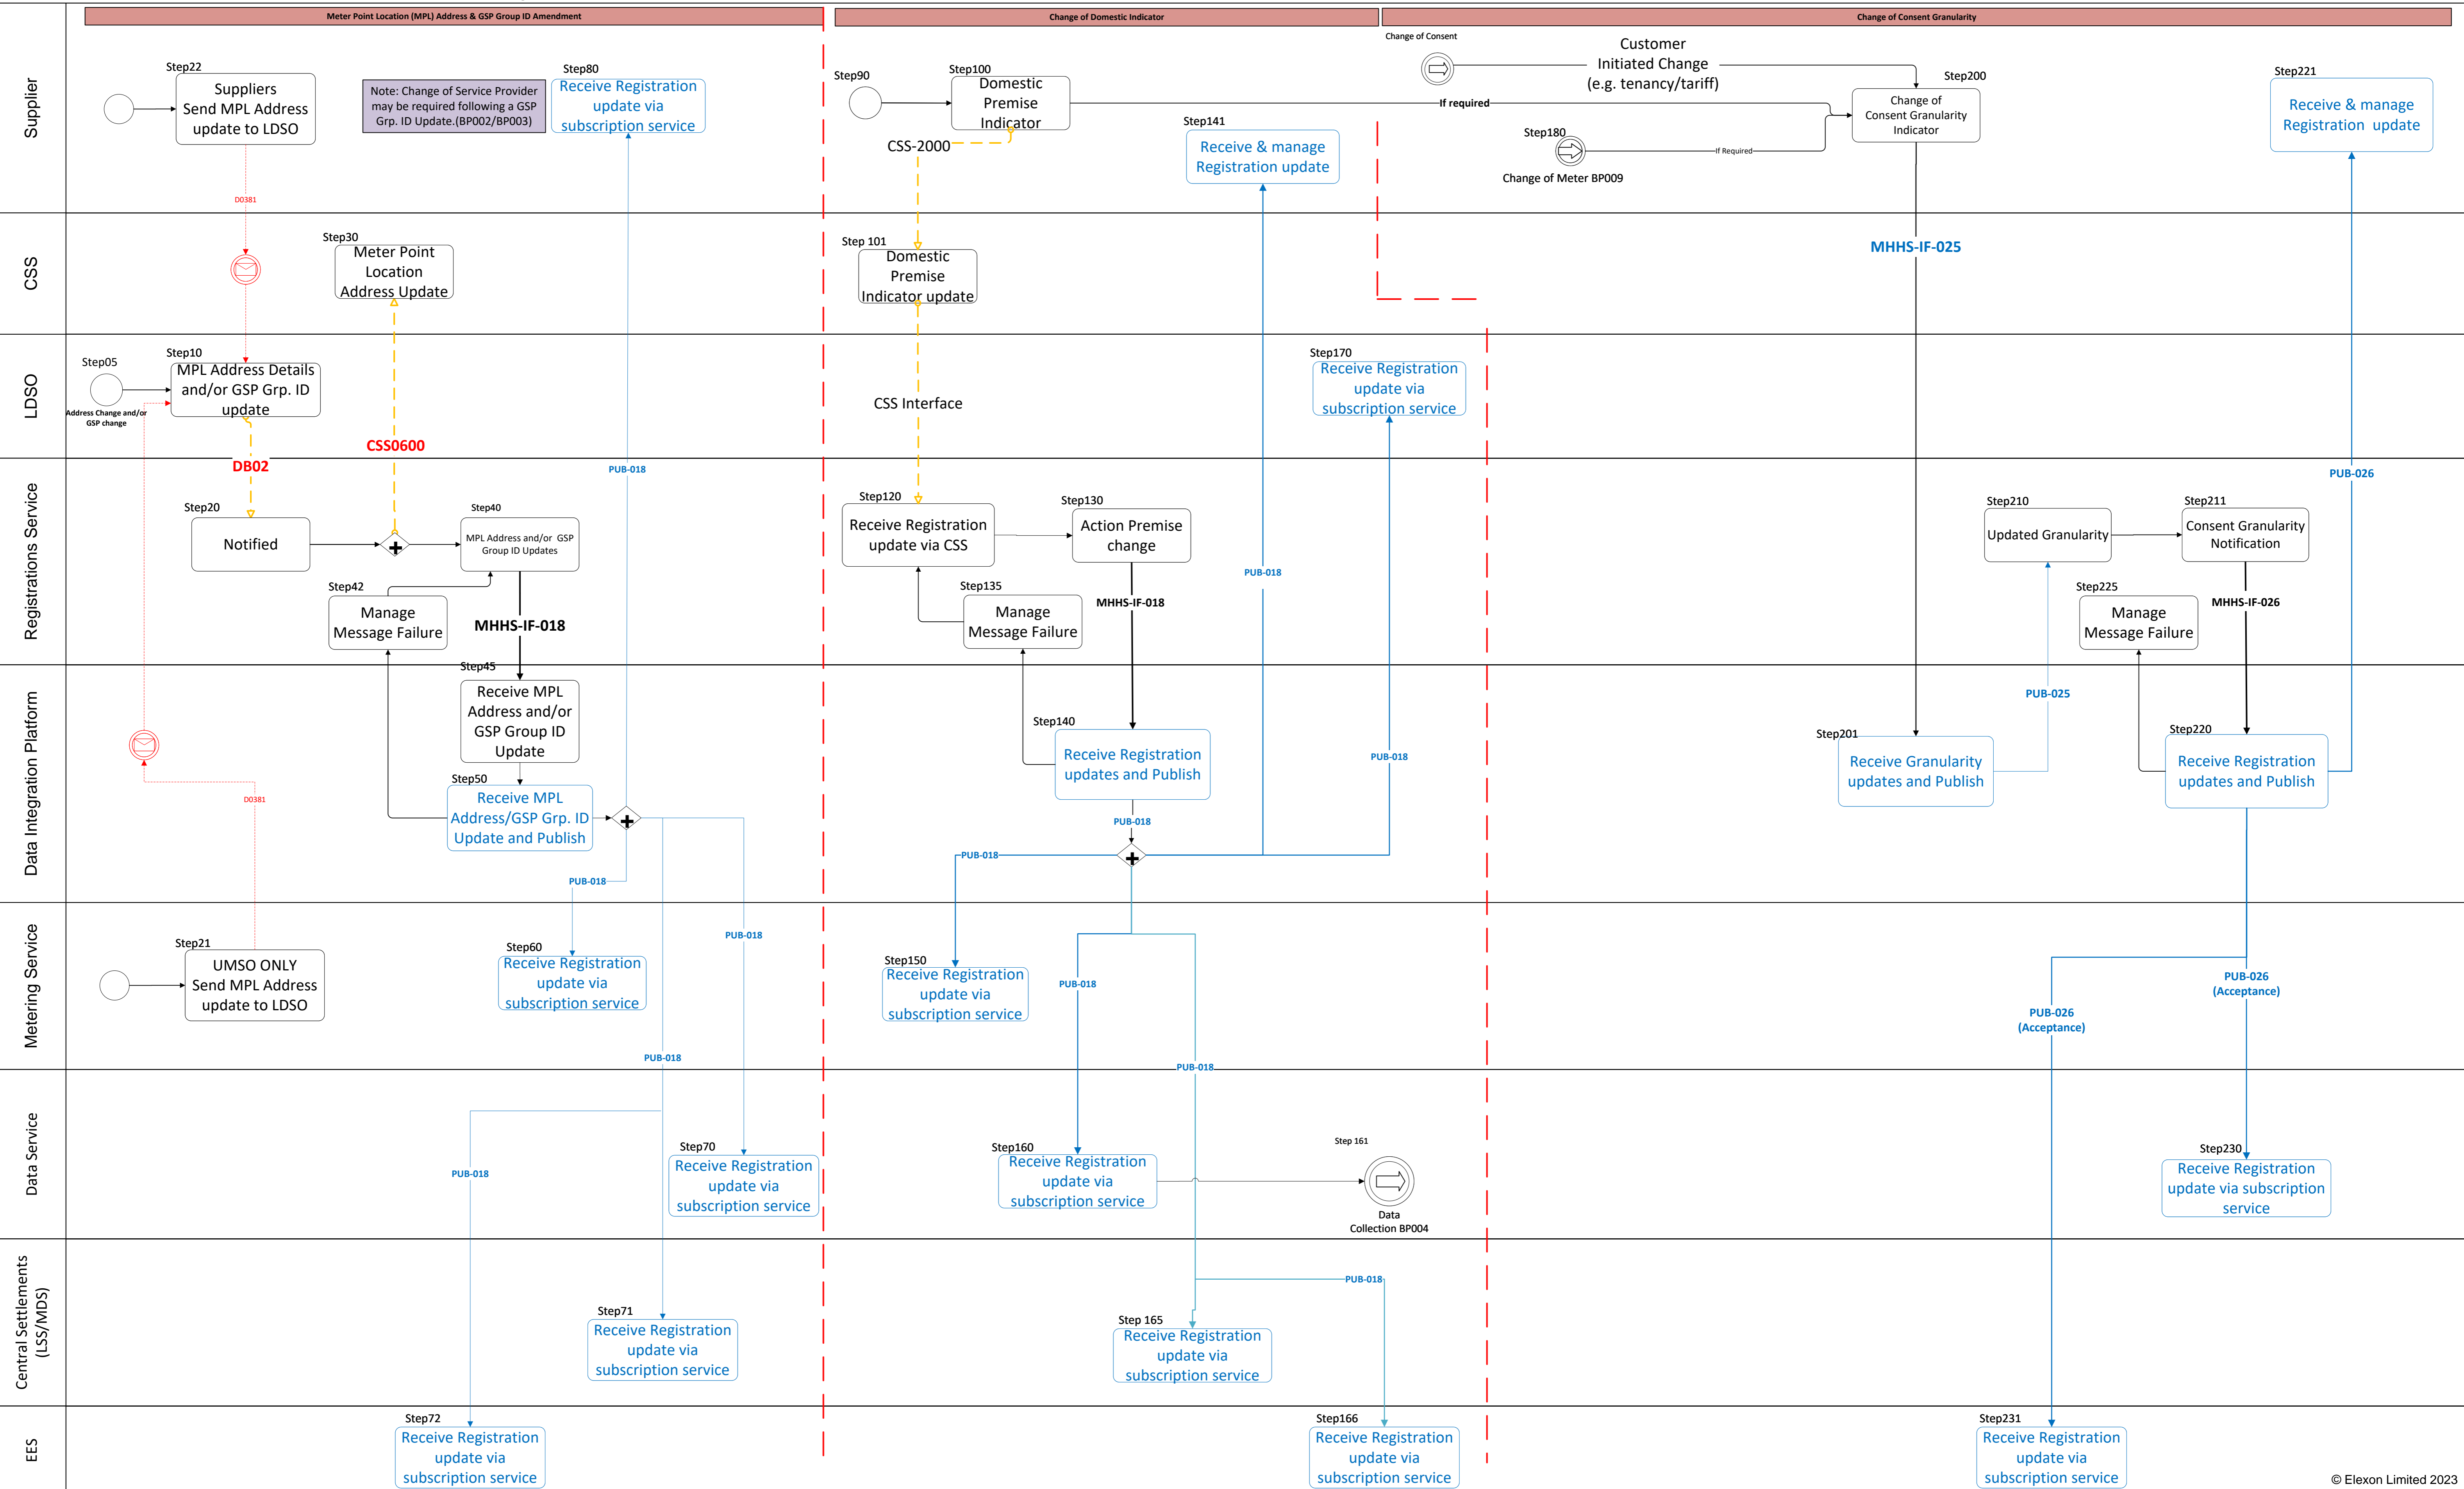 Meter Point Location (MPL) Address & GSP Group ID Amendment
Change of Domestic Indicator
Change of Consent Granularity
Supplier
Step22
Suppliers
Send MPL Address
update to LDSO
Note: Change of Service Provider
may be required following a GSP
Grp. ID Update.(BP002/BP003)
Step80
Receive Registration
update via
subscription service
D0381
Step90
Step100
Domestic
Premise
Indicator
CSS-2000
If required
Step141
Receive & manage
Registration update
Change of Consent
Customer
Initiated Change
(e.g. tenancy/tariff)
Step180
If Required
Change of Meter BP009
Step200
Change of
Consent Granularity
Indicator
Step221
Receive & manage
Registration update
CSS
Step30
Meter Point
Location
Address Update
Step 101
Domestic
Premise
Indicator update
MHHS-IF-025
LDSO
Step05
Address Change and/or
GSP change
Step10
MPL Address Details
and/or GSP Grp. ID
update
CSS0600
DB02
CSS Interface
Step170
Receive Registration
update via
subscription service
Registrations Service
PUB-018
Step20
Notified
Step40
MPL Address and/or GSP
Group ID Updates
Step42
Manage
Message Failure
MHHS-IF-018
Step120
Receive Registration
update via CSS
Step130
Action Premise
change
Step135
Manage
Message Failure
MHHS-IF-018
PUB-018
PUB-026
Step210
Updated Granularity
Step211
Consent Granularity
Notification
Step225
Manage
Message Failure
MHHS-IF-026
Data Integration Platform
Step45
Receive MPL
Address and/or
GSP Group ID
Update
Step50
Receive MPL
Address/GSP Grp. ID
Update and Publish
D0381
PUB-018
Step140
Receive Registration
updates and Publish
PUB-018
PUB-018
PUB-018
PUB-025
Step201
Receive Granularity
updates and Publish
Step220
Receive Registration
updates and Publish
Metering Service
Step21
UMSO ONLY
Send MPL Address
update to LDSO
Step60
Receive Registration
update via
subscription service
PUB-018
PUB-018
Step150
Receive Registration
update via
subscription service
PUB-018
PUB-018
PUB-026
(Acceptance)
PUB-026
(Acceptance)
Data Service
PUB-018
Step70
Receive Registration
update via
subscription service
Step160
Receive Registration
update via
subscription service
Step 161
Data
Collection BP004
Step230
Receive Registration
update via subscription
service
Central Settlements
(LSS/MDS)
Step71
Receive Registration
update via
subscription service
Step 165
Receive Registration
update via
subscription service
PUB-018
EES
Step72
Receive Registration
update via
subscription service
Step166
Receive Registration
update via
subscription service
Step231
Receive Registration
update via
subscription service
© Elexon Limited 2023